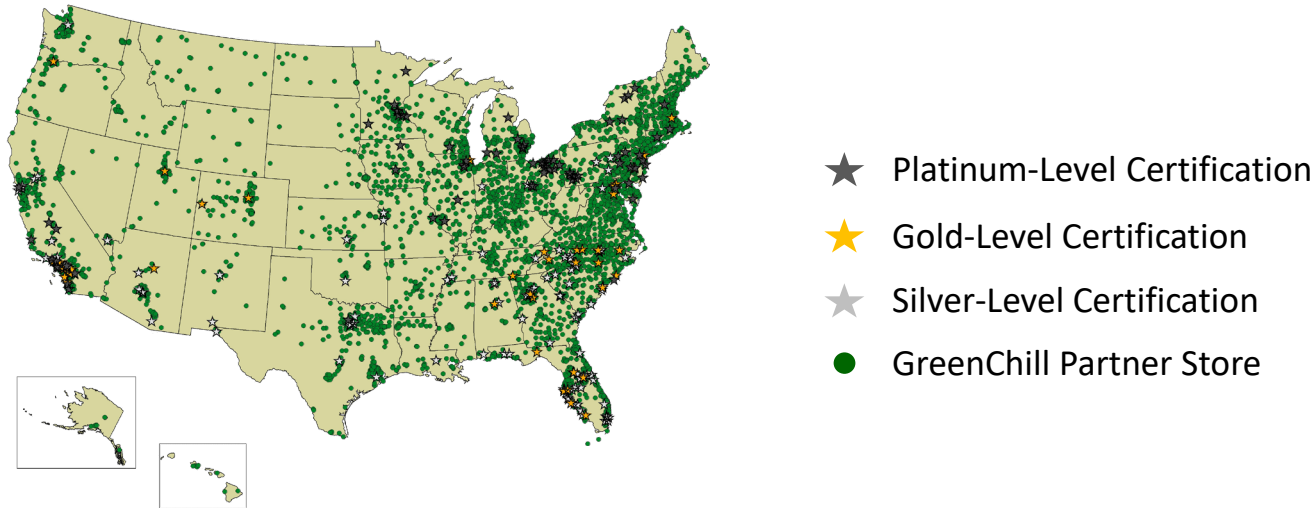 Platinum-Level Certification
Gold-Level Certification
Silver-Level Certification
GreenChill Partner Store